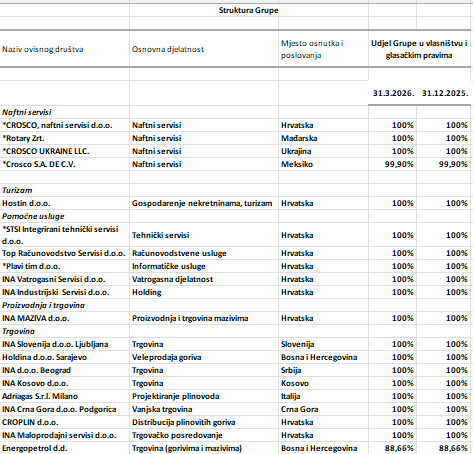 Struktura Grupe
Naziv ovisnog društva Osnovna djelatnost Mjesto osnutka i poslovanja Udjel Grupe u vlasništvu i glasačkim pravima
31.3.2026. 31.12.2025.
Naftni servisi
*CROSCO, naftni servisi d.o.o. Naftni servisi Hrvatska 100% 100%
*Rotary Zrt. Naftni servisi Mađarska 100% 100%
*CROSCO UKRAINE LLC. Naftni servisi Ukrajina 100% 100%
*Crosco S.A. DE C.V. Naftni servisi Meksiko 99,90% 99,90%
Turizam
Hostin d.o.o. Gospodarenje nekretninama, turizam Hrvatska 100% 100%
Pomoćne usluge
*STSI Integrirani tehnički servisi d.o.o. Tehnički servisi Hrvatska 100% 100%
Top Računovodstvo Servisi d.o.o. Računovodstvene usluge Hrvatska 100% 100%
*Plavi tim d.o.o. Informatičke usluge Hrvatska 100% 100%
INA Vatrogasni Servisi d.o.o. Vatrogasna djelatnost Hrvatska 100% 100%
INA Industrijski Servisi d.o.o. Holding Hrvatska 100% 100%
Proizvodnja i trgovina
INA MAZIVA d.o.o. Proizvodnja i trgovina mazivima Hrvatska 100% 100%
Trgovina
INA Slovenija d.o.o. Ljubljana Trgovina Slovenija 100% 100%
Holdina d.o.o. Sarajevo Veleprodaja goriva Bosna i Hercegovina 100% 100%
INA d.o.o. Beograd Trgovina Srbija 100% 100%
INA Kosovo d.o.o. Trgovina Kosovo 100% 100%
Adriagas S.r.l. Milano Projektiranje plinovoda Italija 100% 100%
INA Crna Gora d.o.o. Podgorica Vanjska trgovina Crna Gora 100% 100%
CROPLIN d.o.o. Distribucija plinovitih goriva Hrvatska 100% 100%
INA Maloprodajni servisi d.o.o. Trgovačko posredovanje Hrvatska 100% 100%
Energopetrol d.d. Trgovina (gorivima i mazivima) Bosna i Hercegovina 88,66% 88,66%